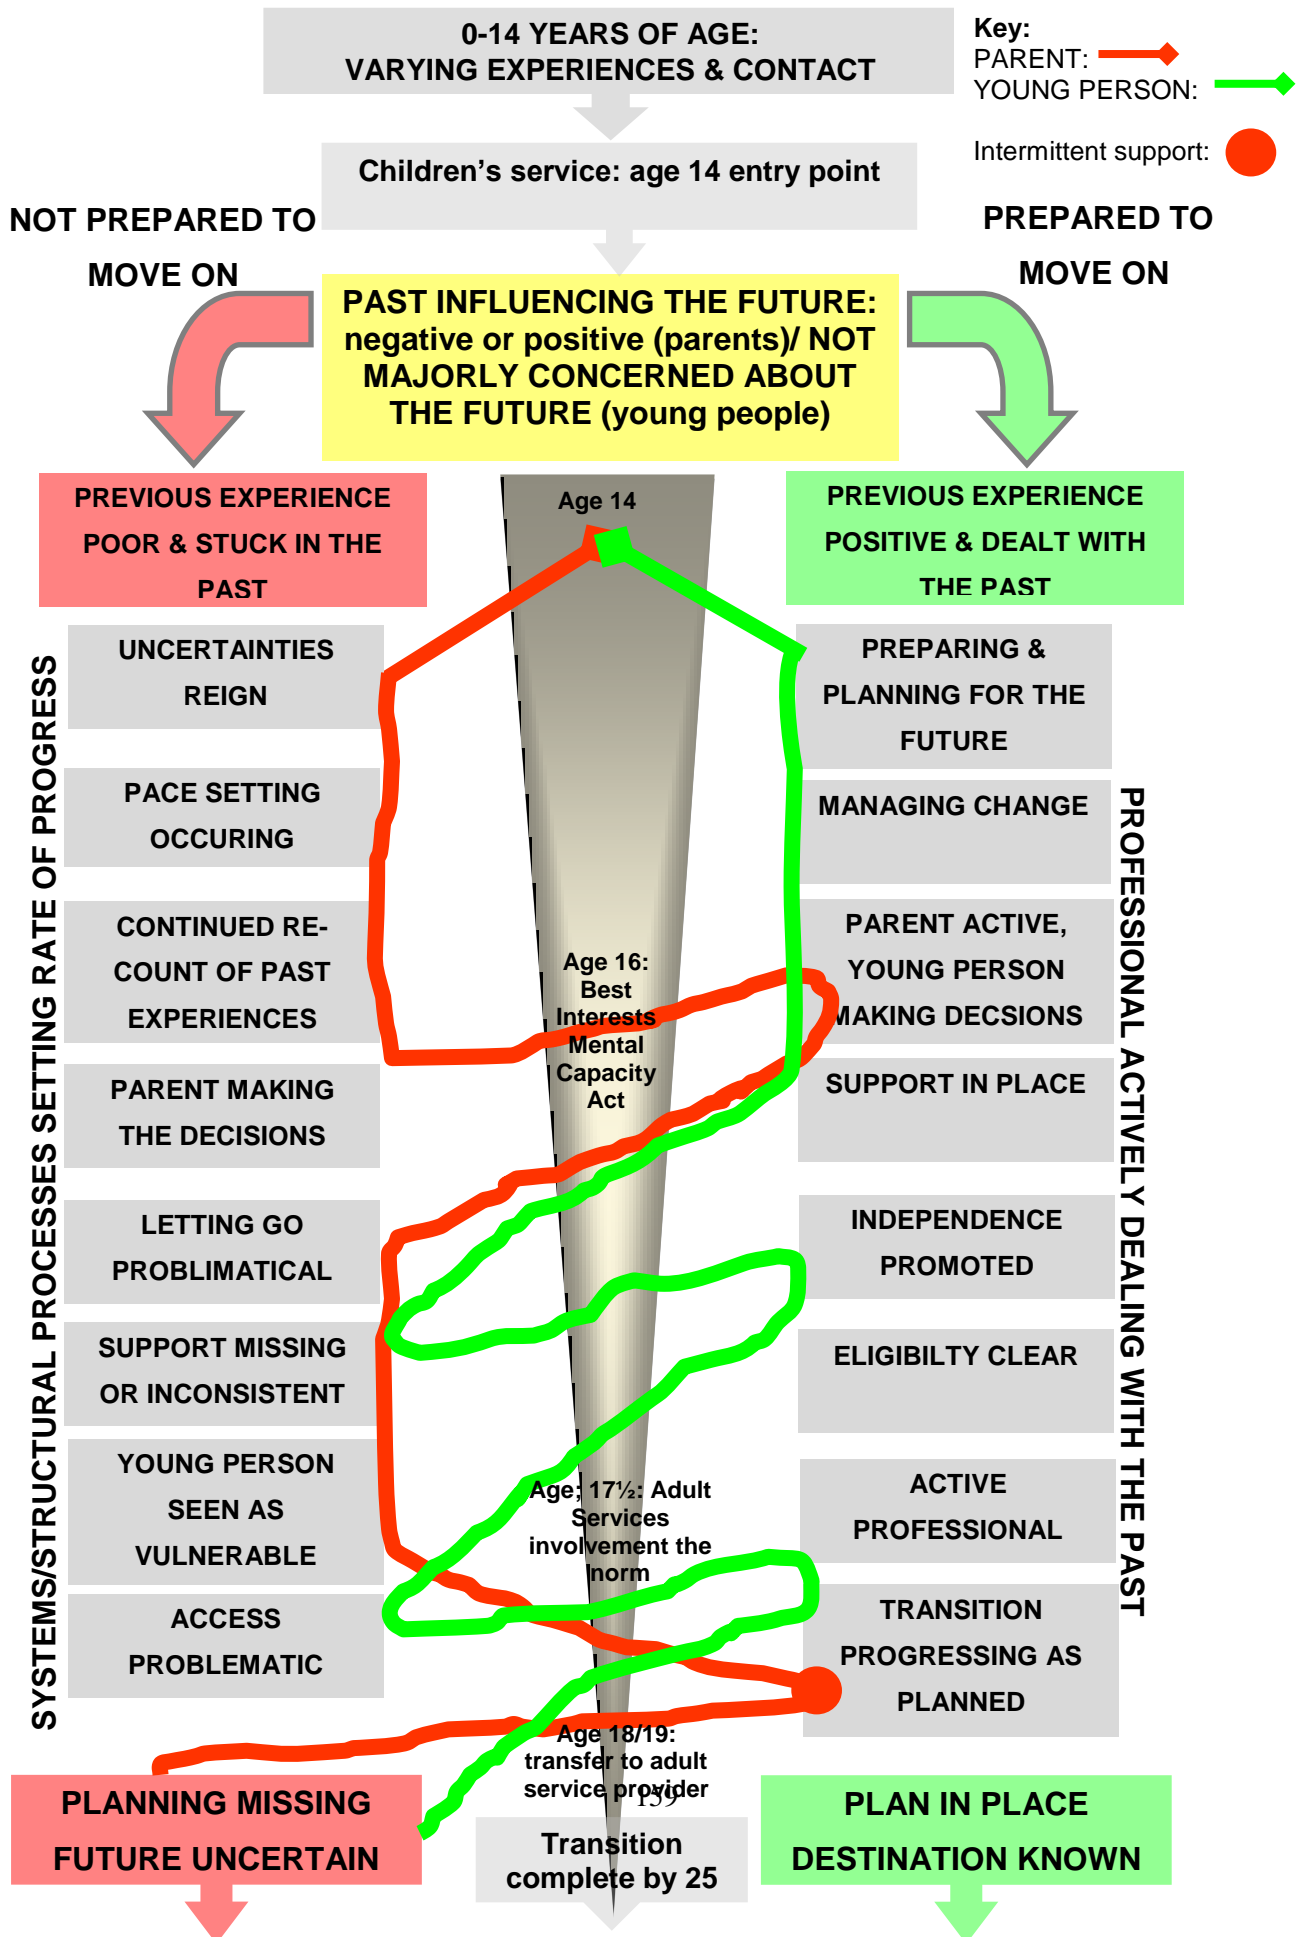 0-14 YEARS OF AGE:
VARYING EXPERIENCES & CONTACT
Key:
PARENT:
YOUNG PERSON:
Intermittent support:
Children’s service: age 14 entry point
NOT PREPARED TO
MOVE ON
PREPARED TO
MOVE ON
PAST INFLUENCING THE FUTURE:
negative or positive (parents)/ NOT
MAJORLY CONCERNED ABOUT
THE FUTURE (young people)
PREVIOUS EXPERIENCE
POOR & STUCK IN THE
PAST
Age 14
PREVIOUS EXPERIENCE
POSITIVE & DEALT WITH
THE PAST
SYSTEMS/STRUCTURAL PROCESSES SETTING RATE OF PROGRESS
UNCERTAINTIES
REIGN
PACE SETTING
OCCURING
CONTINUED RE-
COUNT OF PAST
EXPERIENCES
PARENT MAKING
THE DECISIONS
LETTING GO
PROBLIMATICAL
SUPPORT MISSING
OR INCONSISTENT
YOUNG PERSON
SEEN AS
VULNERABLE
ACCESS
PROBLEMATIC
Age 16:
Best
Interests
Mental
Capacity
Act
Age; 17½: Adult
Services
involvement the
norm
Age 18/19:
transfer to adult
service provider
159
PREPARING &
PLANNING FOR THE
FUTURE
MANAGING CHANGE
PARENT ACTIVE,
YOUNG PERSON
MAKING DECSIONS
SUPPORT IN PLACE
INDEPENDENCE
PROMOTED
ELIGIBILTY CLEAR
ACTIVE
PROFESSIONAL
TRANSITION
PROGRESSING AS
PLANNED
PROFESSIONAL ACTIVELY DEALING WITH THE PAST
PLANNING MISSING
FUTURE UNCERTAIN
Transition
complete by 25
PLAN IN PLACE
DESTINATION KNOWN